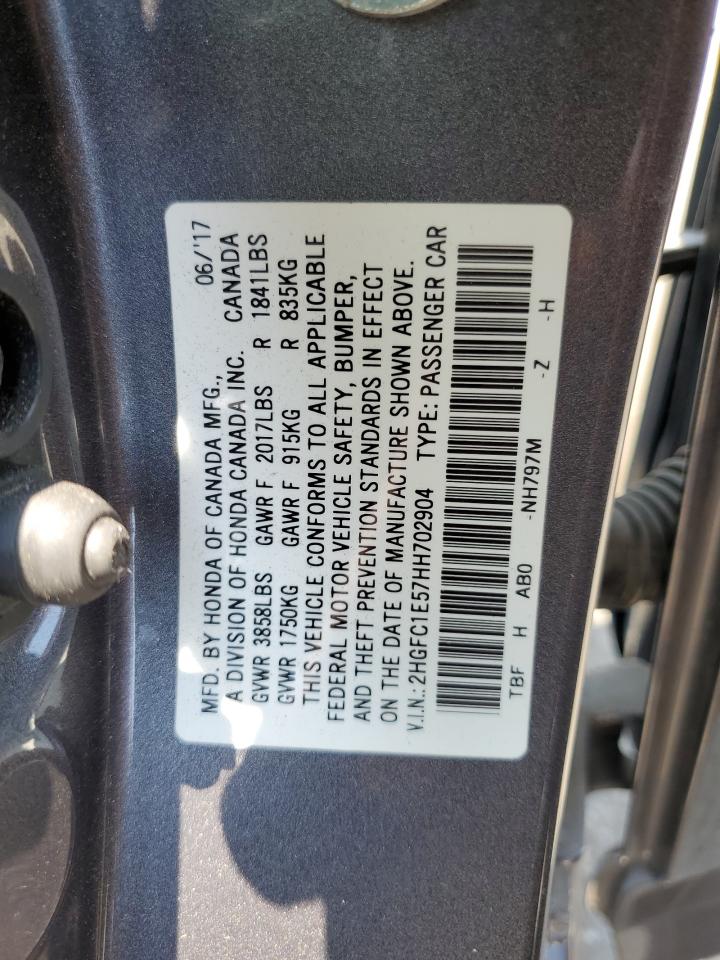 MFD. BY HONDA OF CANADA MFG., 06/'17
A DIVISION OF HONDA CANADA INC. CANADA
GVWR 3858LBS GAWR F 2017LBS R 1841LBS
GVWR 1750KG GAWR F 915KG R 835KG
THIS VEHICLE CONFORMS TO ALL APPLICABLE
FEDERAL MOTOR VEHICLE SAFETY, BUMPER,
AND THEFT PREVENTION STANDARDS IN EFFECT
ON THE DATE OF MANUFACTURE SHOWN ABOVE.
V.I.N.: 2HGFC1E57HH702904 TYPE: PASSENGER CAR
TBF H AB0 -NH797M -Z -H